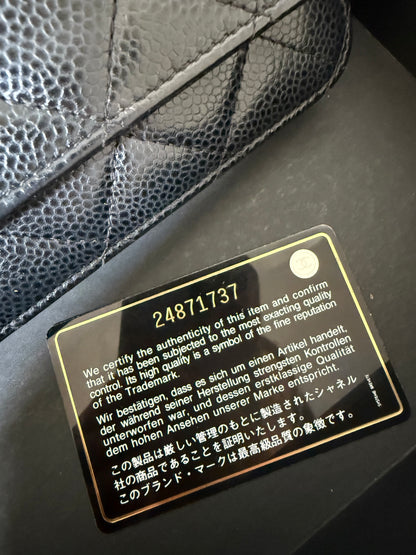 24871737
We certify the authenticity of this item and confirm
that it has been subjected to the most exacting quality
control. Its high quality is a symbol of the fine reputation
of the Trademark.
Wir bestätigen, dass es sich um einen Artikel handelt,
der während seiner Herstellung strengsten Kontrollen
unterworfen war, und dessen erstklassige Qualität
dem hohen Ansehen unserer Marke entspricht.
この製品は厳しい管理のもとに製造されたシャネル
社の商品であることを証明いたします。
このブランド・マークは最高級品質の象徴です。